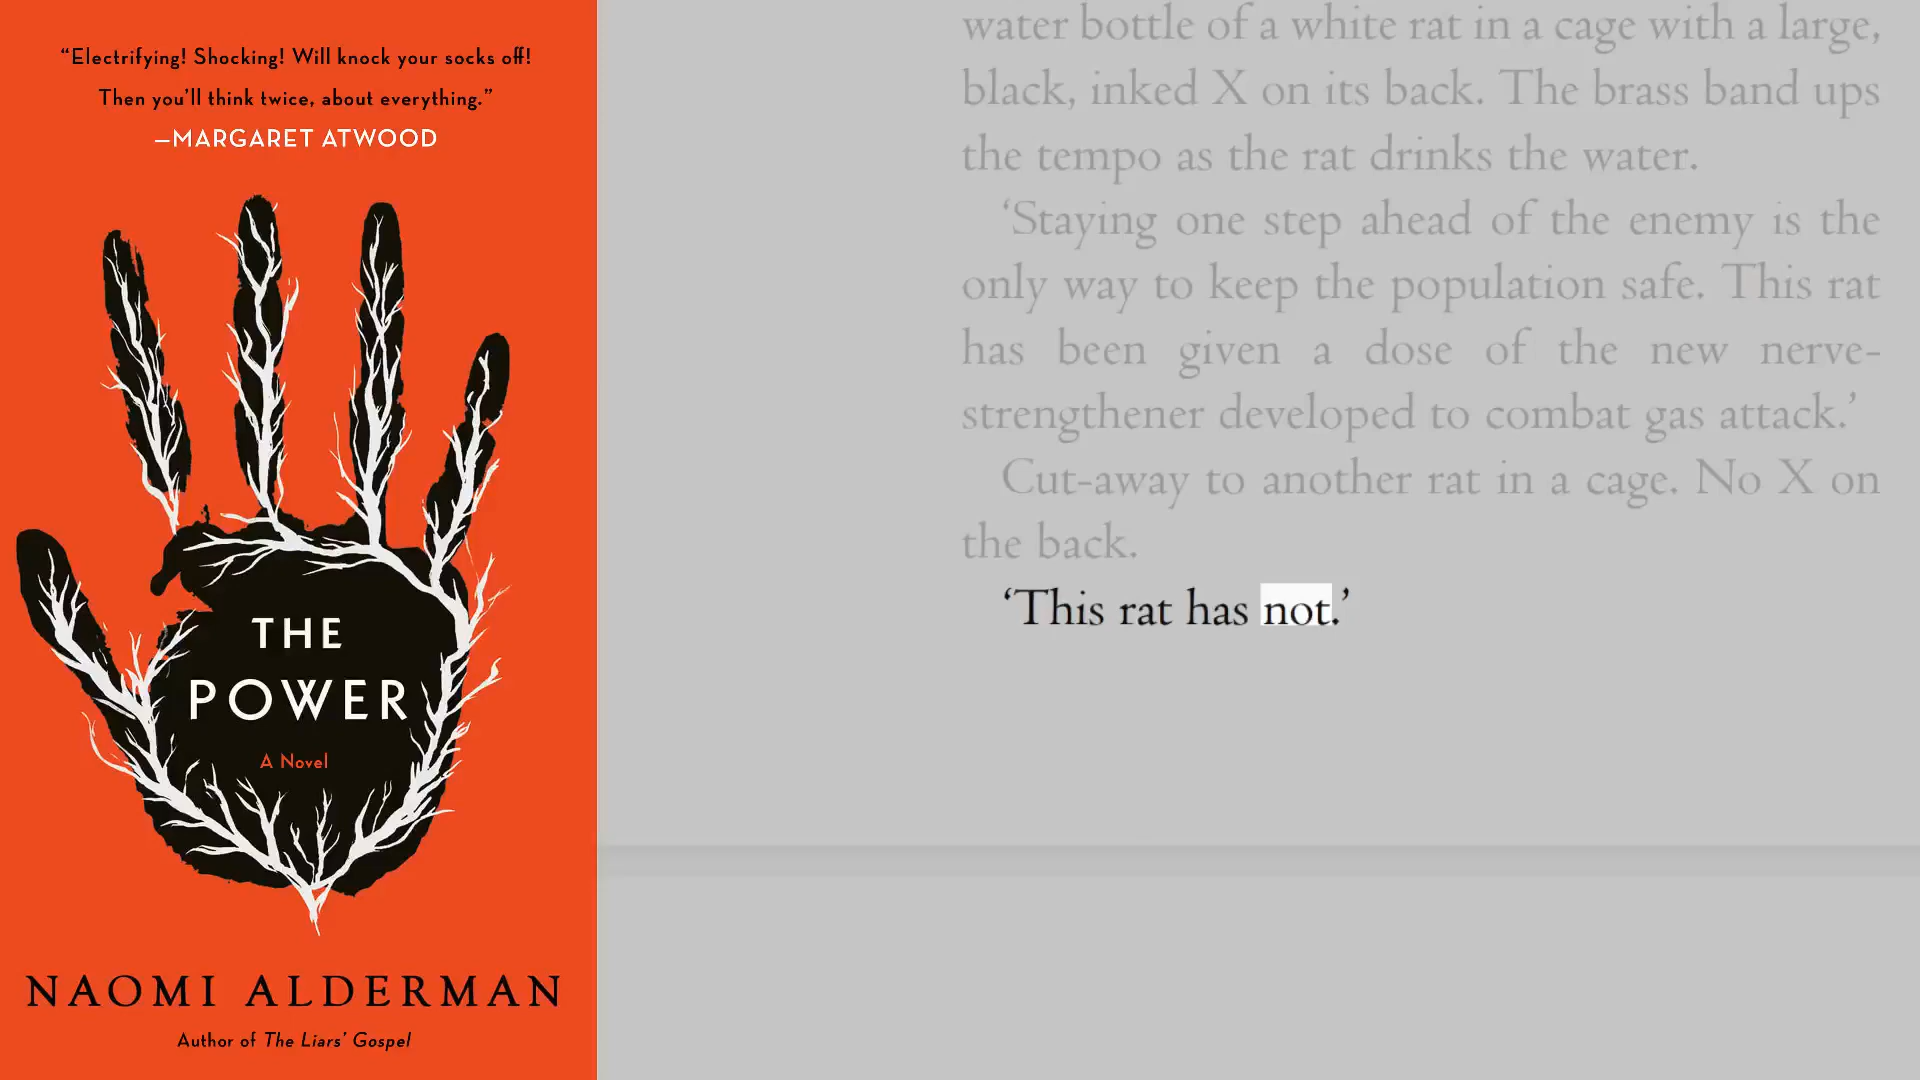 “Electrifying! Shocking! Will knock your socks off!
Then you’ll think twice, about everything.”
—MARGARET ATWOOD
THE
POWER
A Novel
NAOMI ALDERMAN
Author of The Liars’ Gospel
water bottle of a white rat in a cage with a large,
black, inked X on its back. The brass band ups
the tempo as the rat drinks the water.
‘Staying one step ahead of the enemy is the
only way to keep the population safe. This rat
has been given a dose of the new nerve-
strengthener developed to combat gas attack.’
Cut-away to another rat in a cage. No X on
the back.
‘This rat has not.’